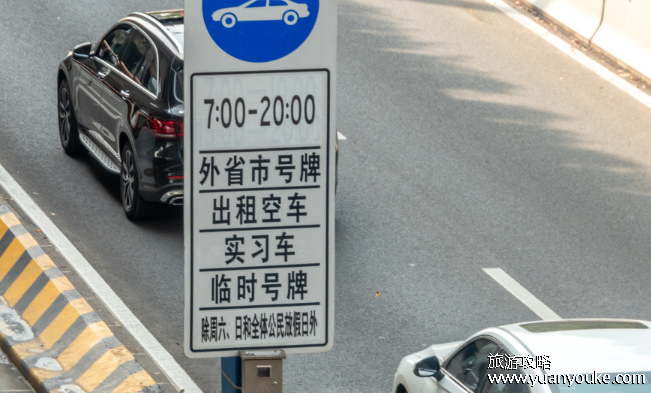 7:00-20:00
外省市号牌
出租空车
实习车
临时号牌
除周六、日和全体公民放假日外
旅游攻略
www.yuanyouke.com